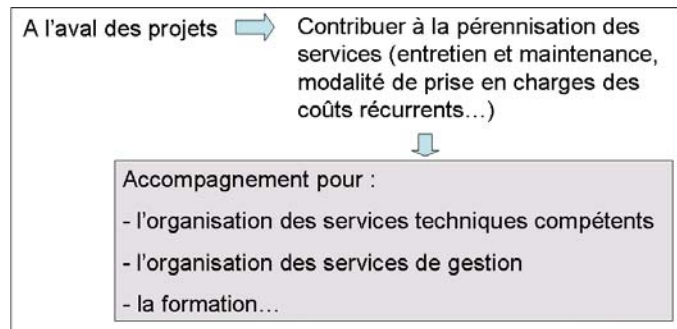 A l'aval des projets
Contribuer à la pérennisation des
services (entretien et maintenance,
modalité de prise en charges des
coûts récurrents…)
Accompagnement pour :
- l'organisation des services techniques compétents
- l'organisation des services de gestion
- la formation…